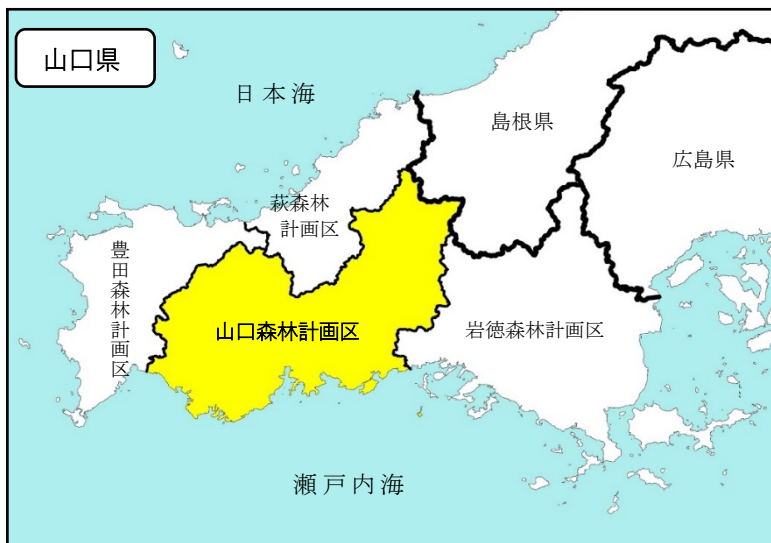 山口県
日本海
島根県
広島県
萩森林
計画区
豊田森林計画区
山口森林計画区
岩徳森林計画区
瀬戸内海